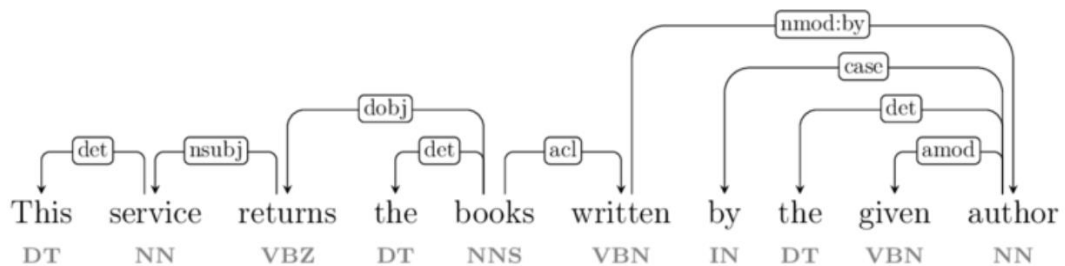 nmod:by
case
dobj det
det nsubj det acl amod
This service returns the books written by the given author
DT NN VBZ DT NNS VBN IN DT VBN NN